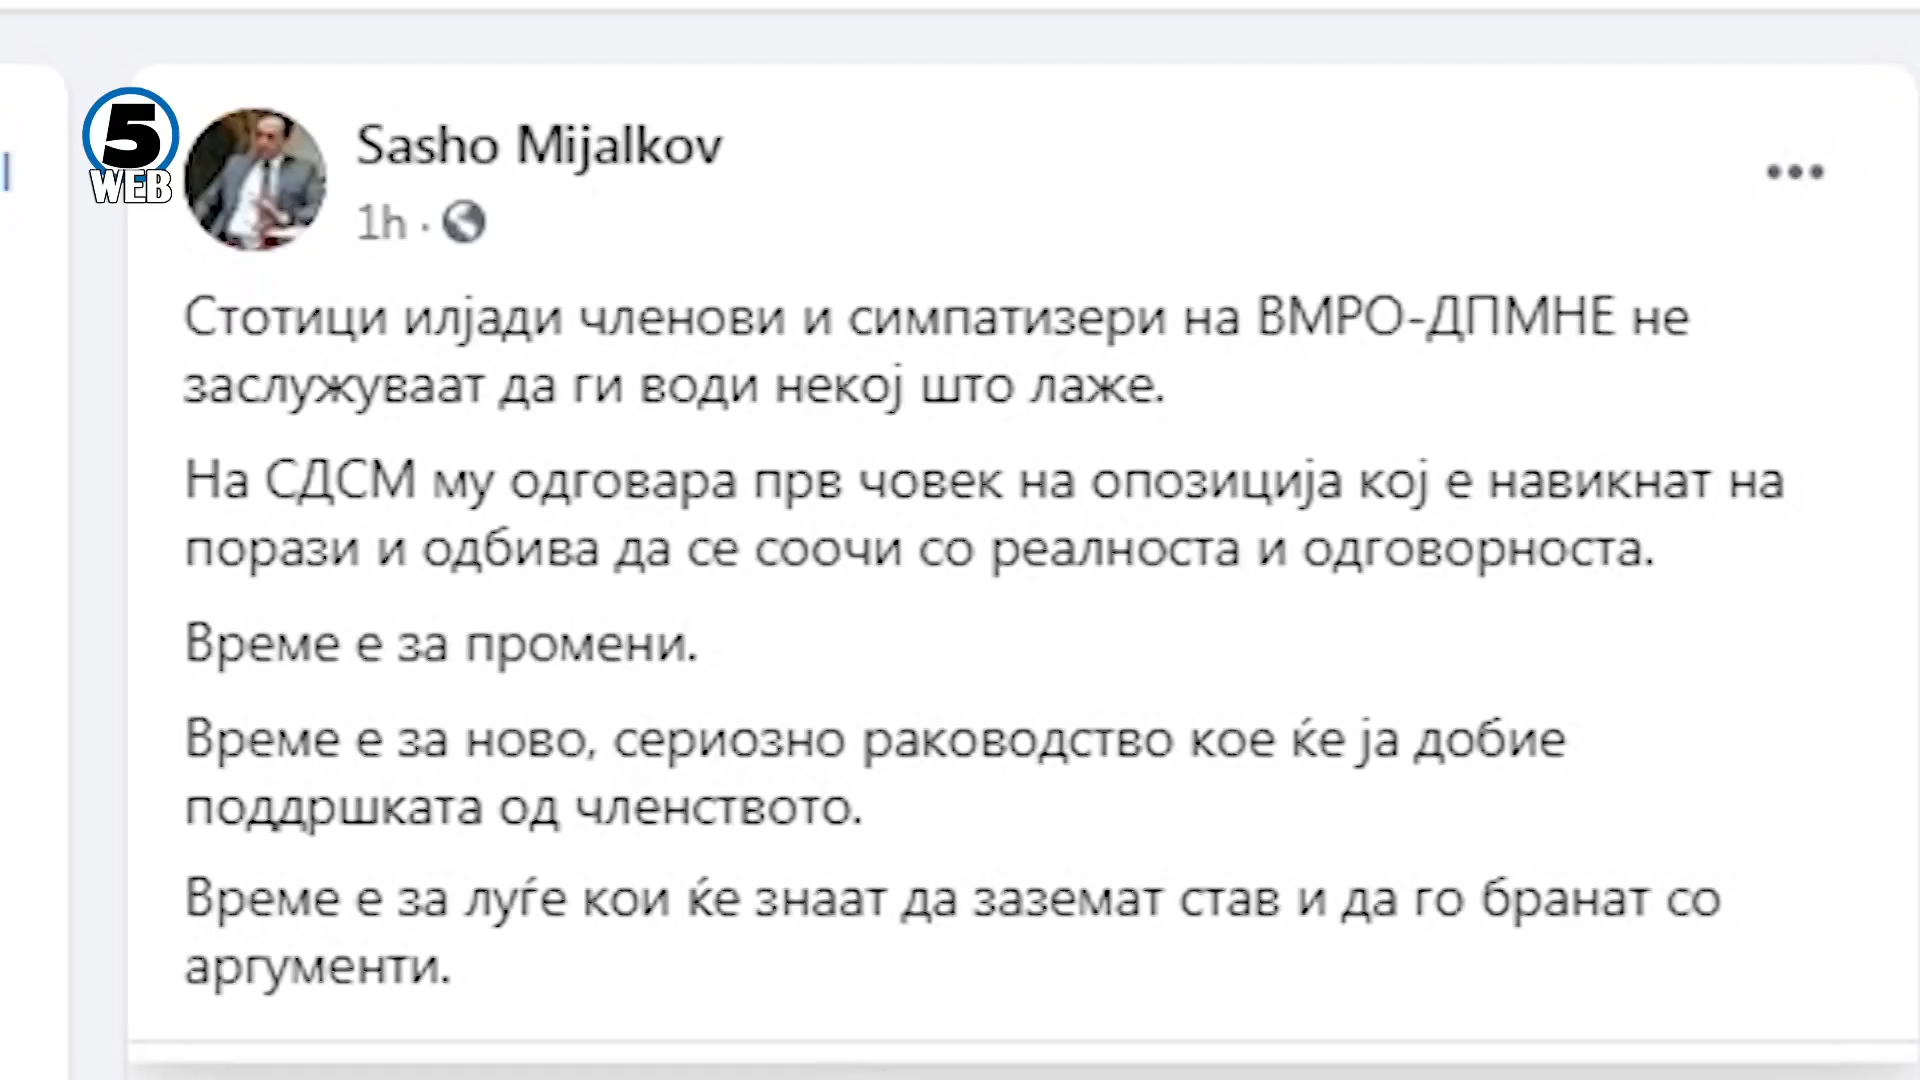 5
WEB
Sasho Mijalkov
1h ·
Стотици илјади членови и симпатизери на ВМРО-ДПМНЕ не
заслужуваат да ги води некој што лаже.
На СДСМ му одговара прв човек на опозиција кој е навикнат на
порази и одбива да се соочи со реалноста и одговорноста.
Време е за промени.
Време е за ново, сериозно раководство кое ќе ја добие
поддршката од членството.
Време е за луѓе кои ќе знаат да заземат став и да го бранат со
аргументи.